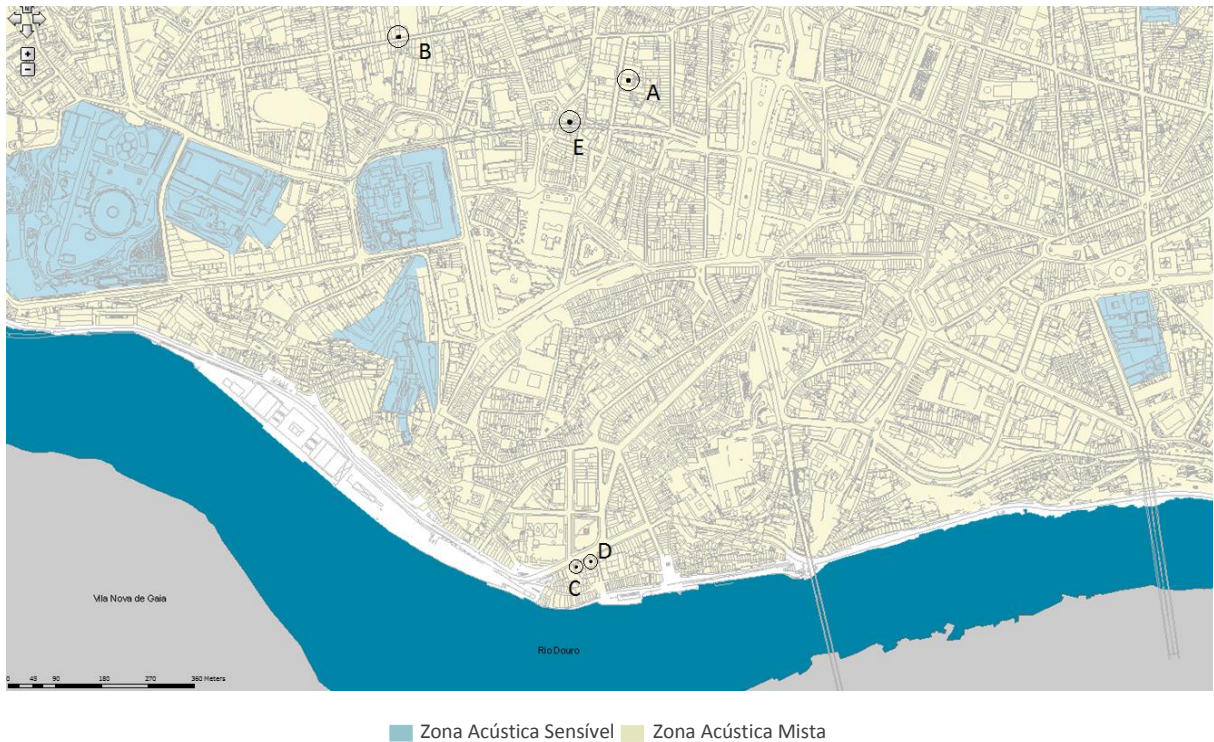 B
A
E
D
C
Vila Nova de Gaia
Rio Douro
0 45 90 180 270 360 Meters
Zona Acústica Sensível Zona Acústica Mista